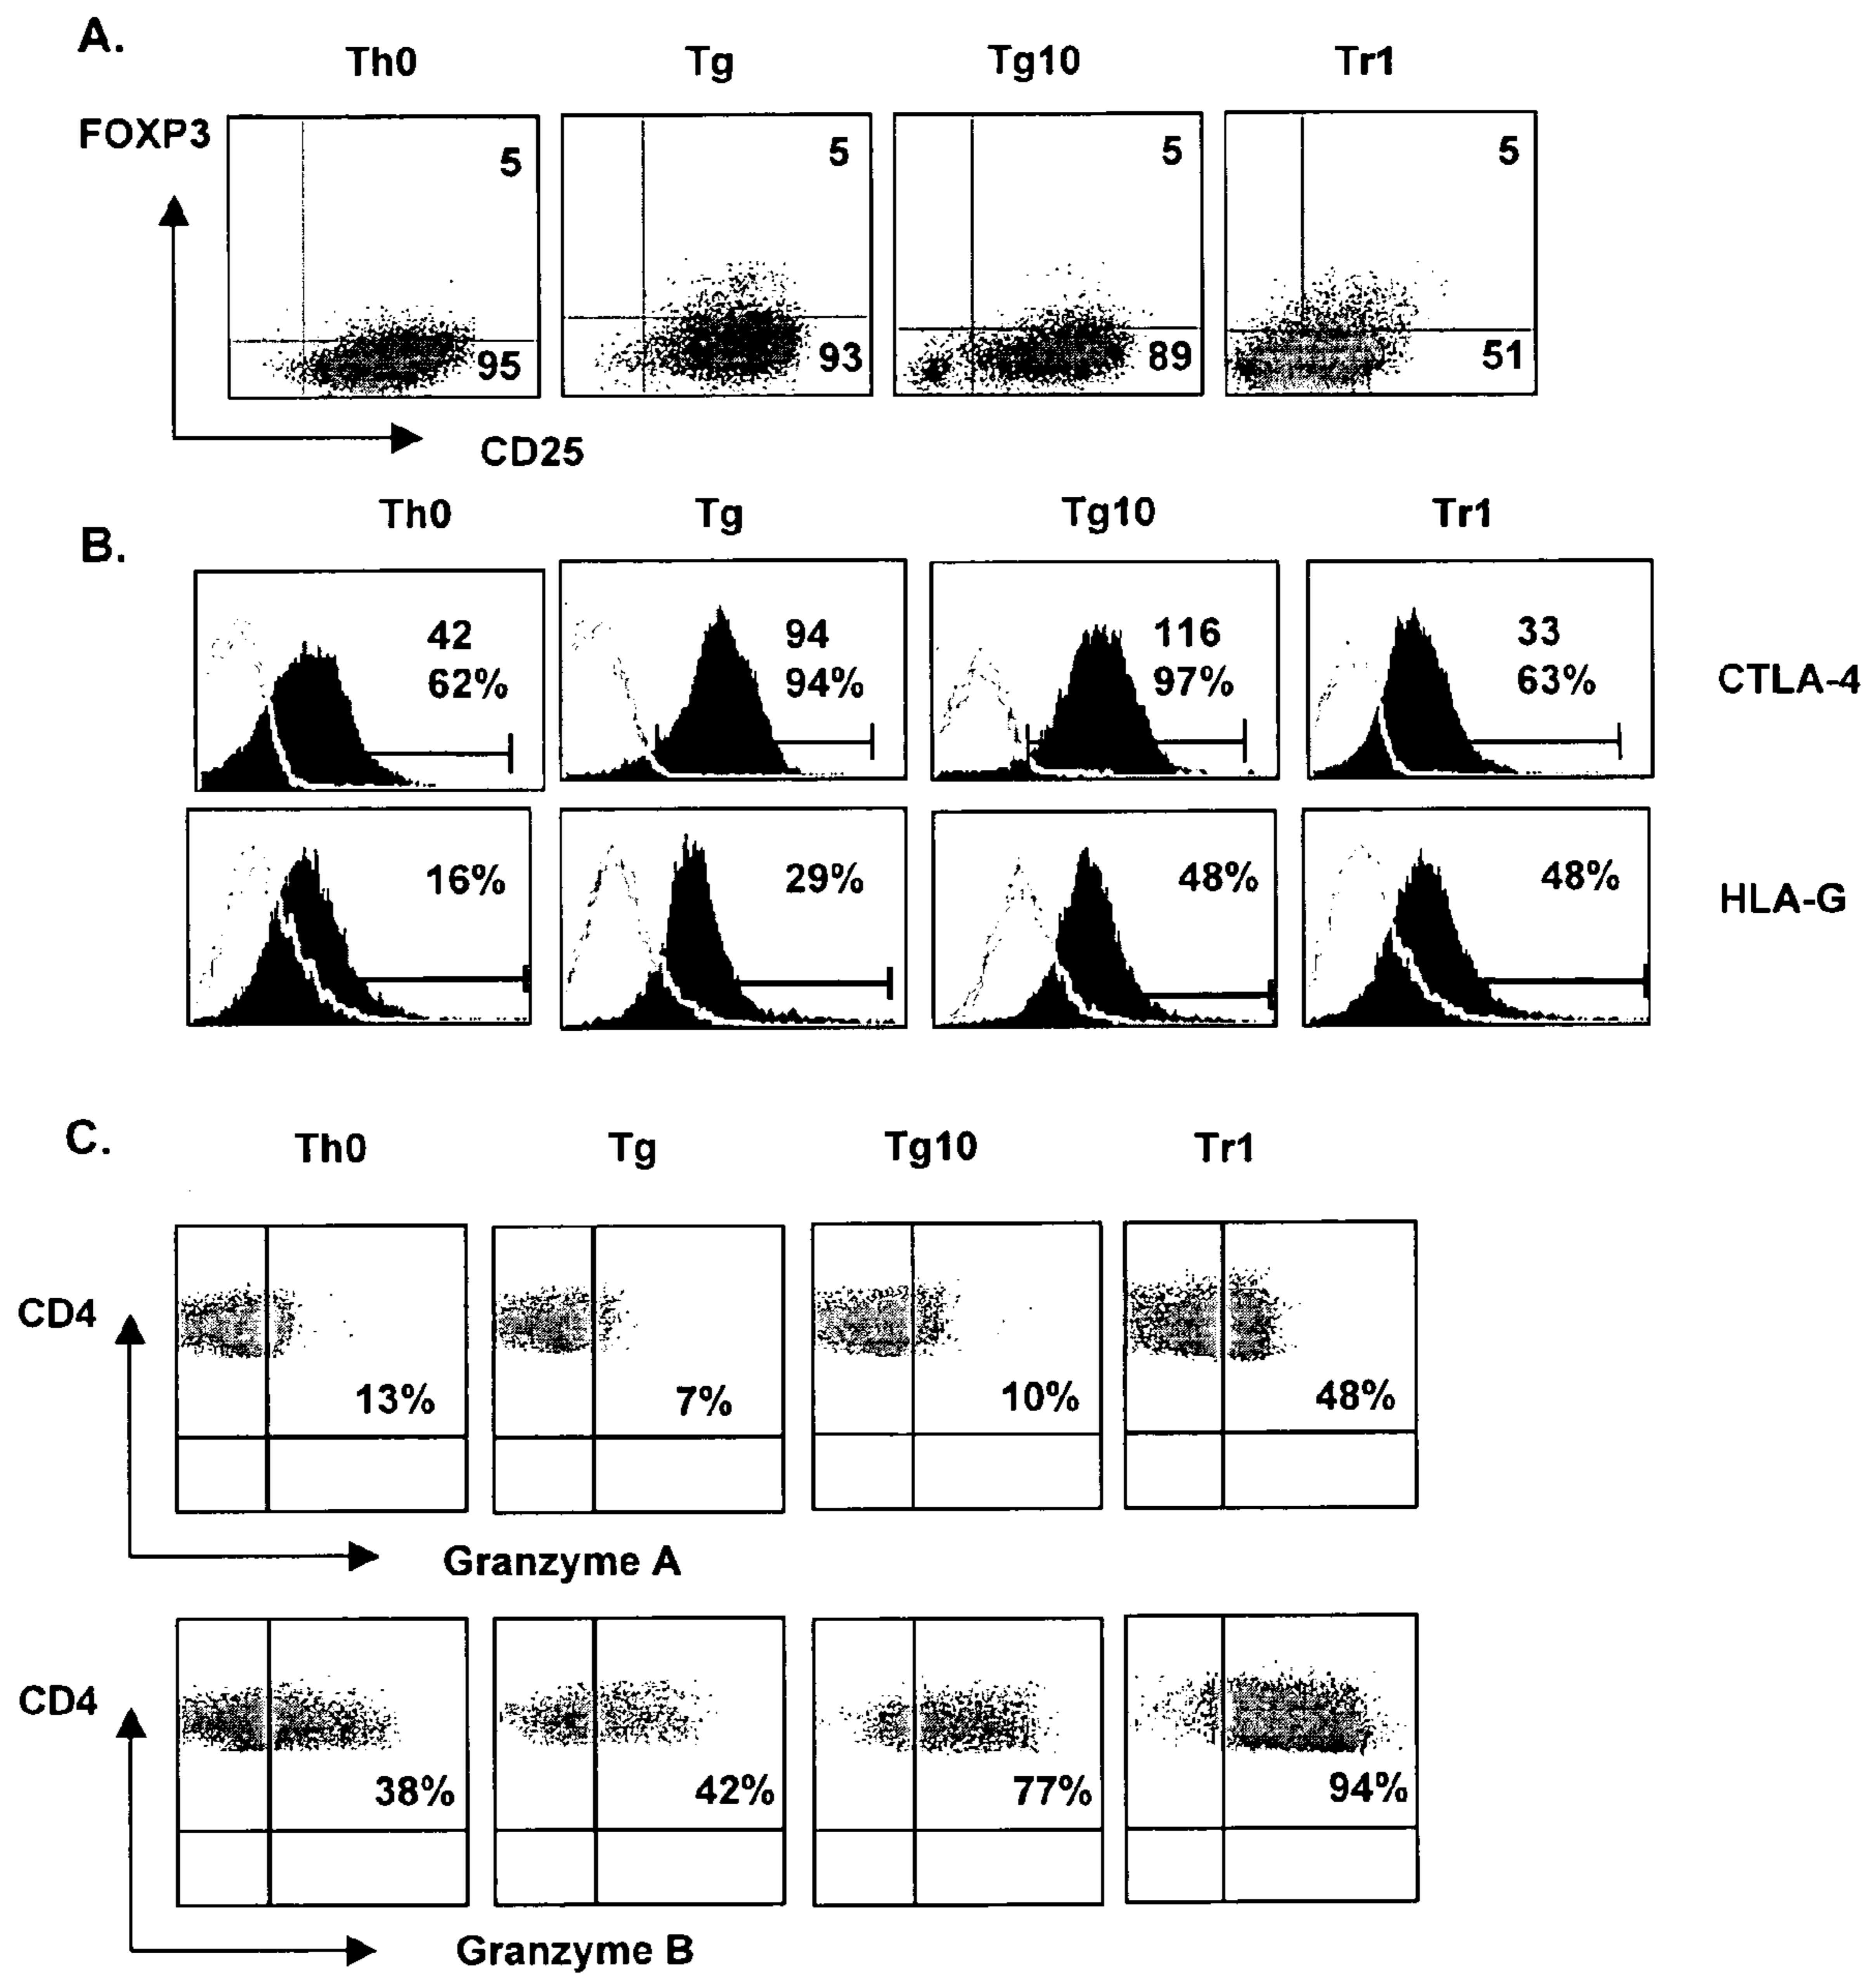 A.
Th0 Tg Tg10 Tr1
FOXP3
5 5 5 5
95 93 89 51
CD25
B.
Th0 Tg Tg10 Tr1
42 94 116 33
62% 94% 97% 63%
CTLA-4
16% 29% 48% 48%
HLA-G
C.
Th0 Tg Tg10 Tr1
CD4
13% 7% 10% 48%
Granzyme A
CD4
38% 42% 77% 94%
Granzyme B